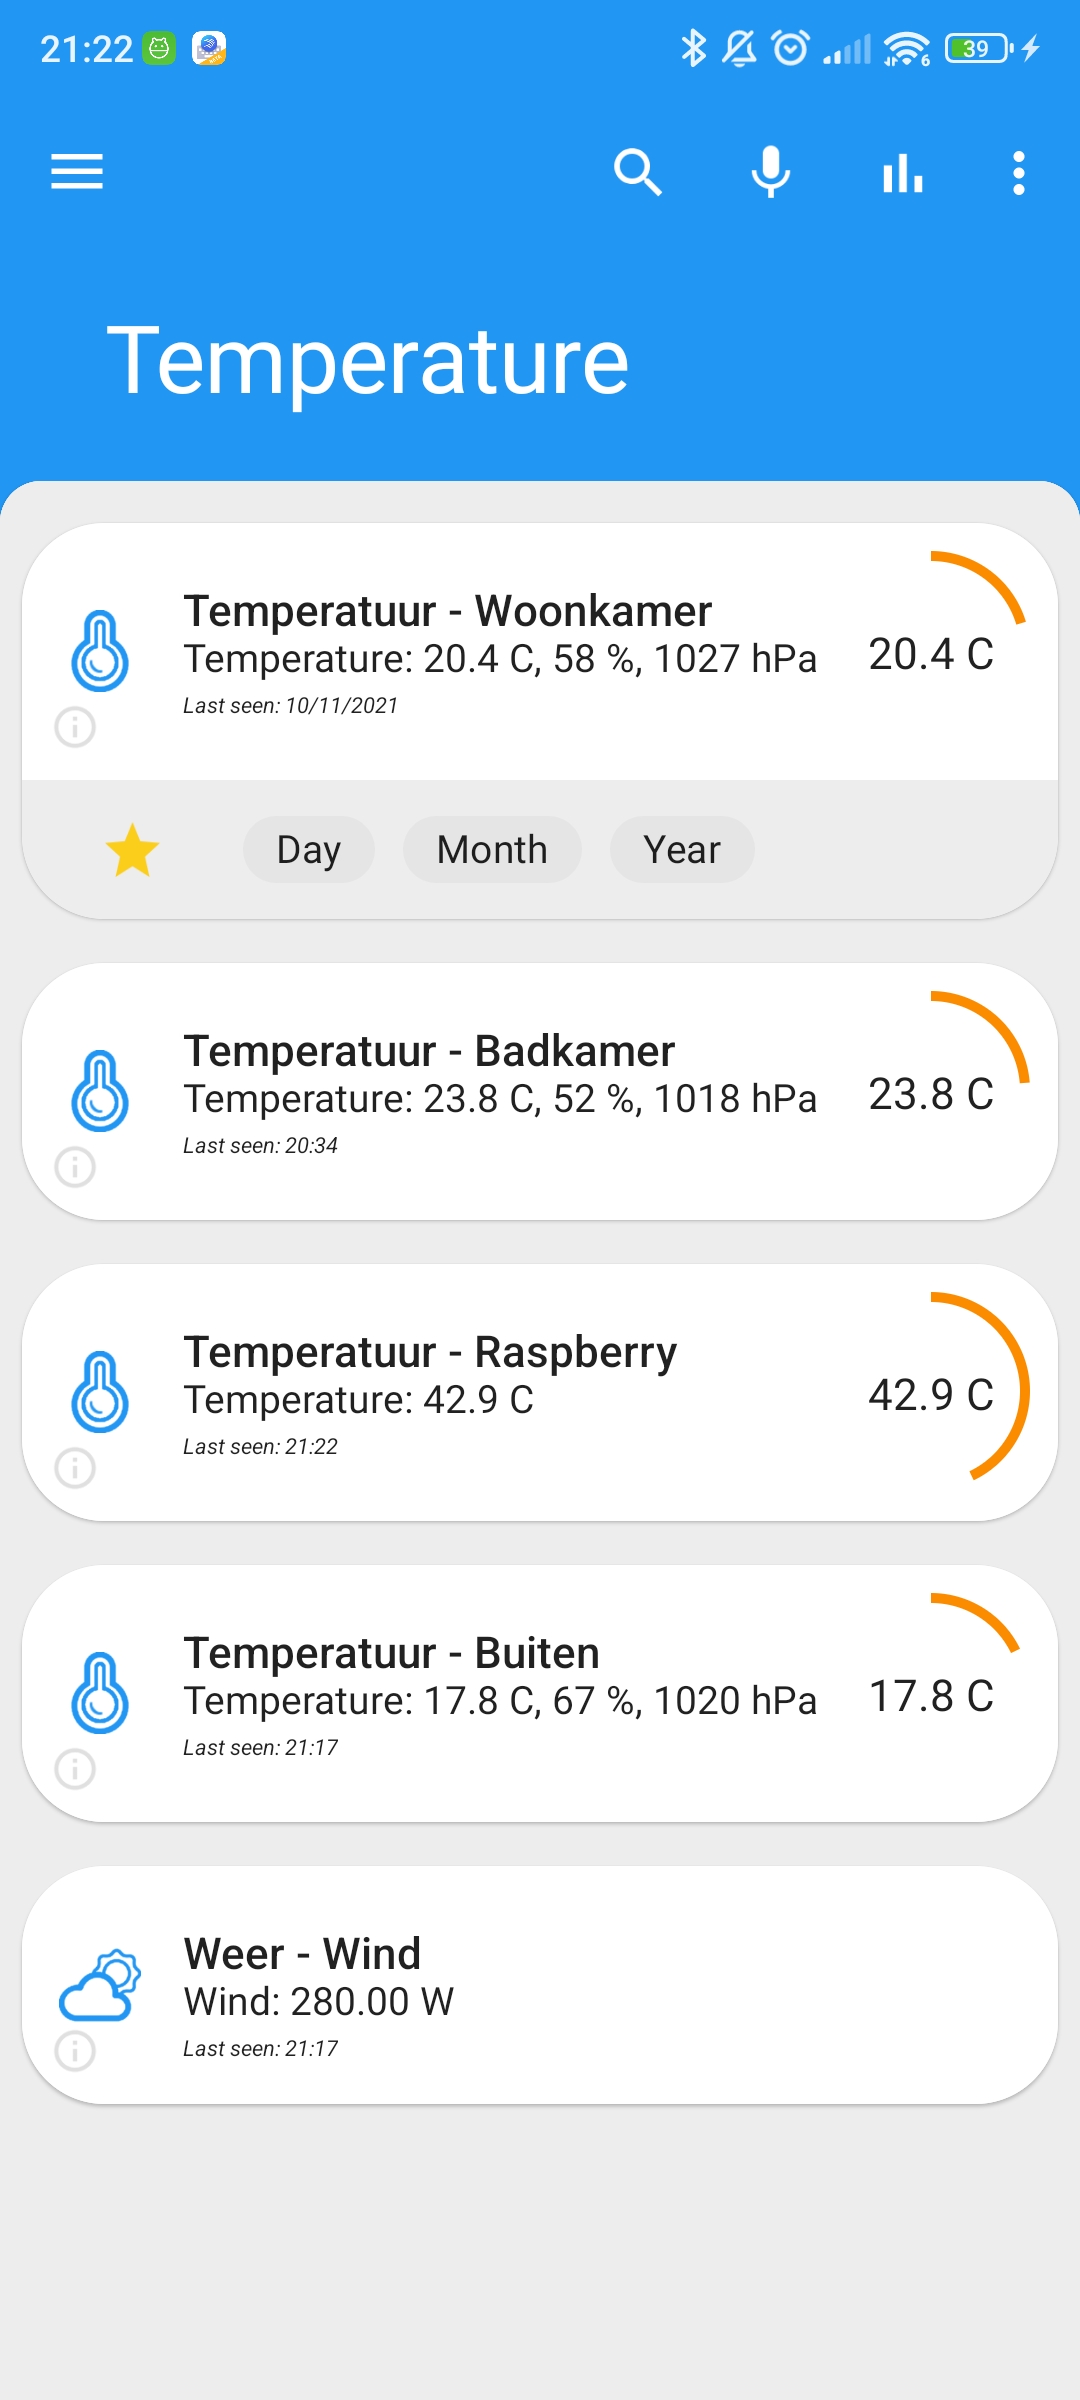 21:22
6
39
Temperature
Temperatuur - Woonkamer
Temperature: 20.4 C, 58 %, 1027 hPa
20.4 C
Last seen: 10/11/2021
Day
Month
Year
Temperatuur - Badkamer
Temperature: 23.8 C, 52 %, 1018 hPa
23.8 C
Last seen: 20:34
Temperatuur - Raspberry
Temperature: 42.9 C
42.9 C
Last seen: 21:22
Temperatuur - Buiten
Temperature: 17.8 C, 67 %, 1020 hPa
17.8 C
Last seen: 21:17
Weer - Wind
Wind: 280.00 W
Last seen: 21:17